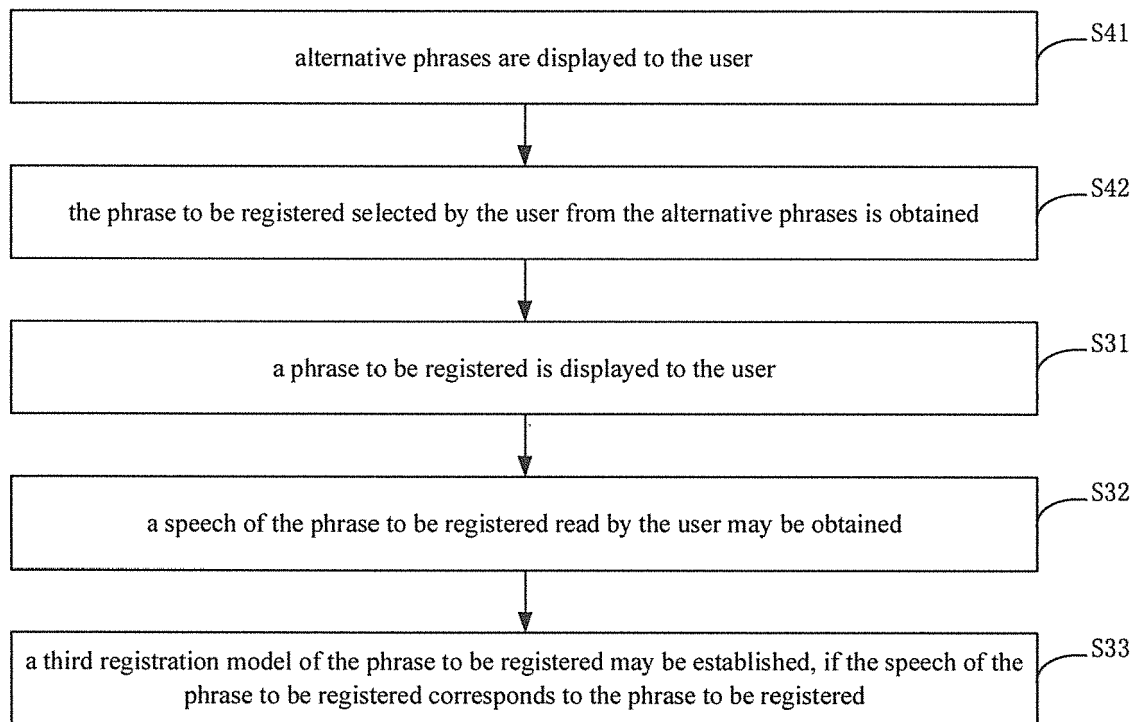 alternative phrases are displayed to the user
S41
the phrase to be registered selected by the user from the alternative phrases is obtained
S42
a phrase to be registered is displayed to the user
S31
a speech of the phrase to be registered read by the user may be obtained
S32
a third registration model of the phrase to be registered may be established, if the speech of the
phrase to be registered corresponds to the phrase to be registered
S33